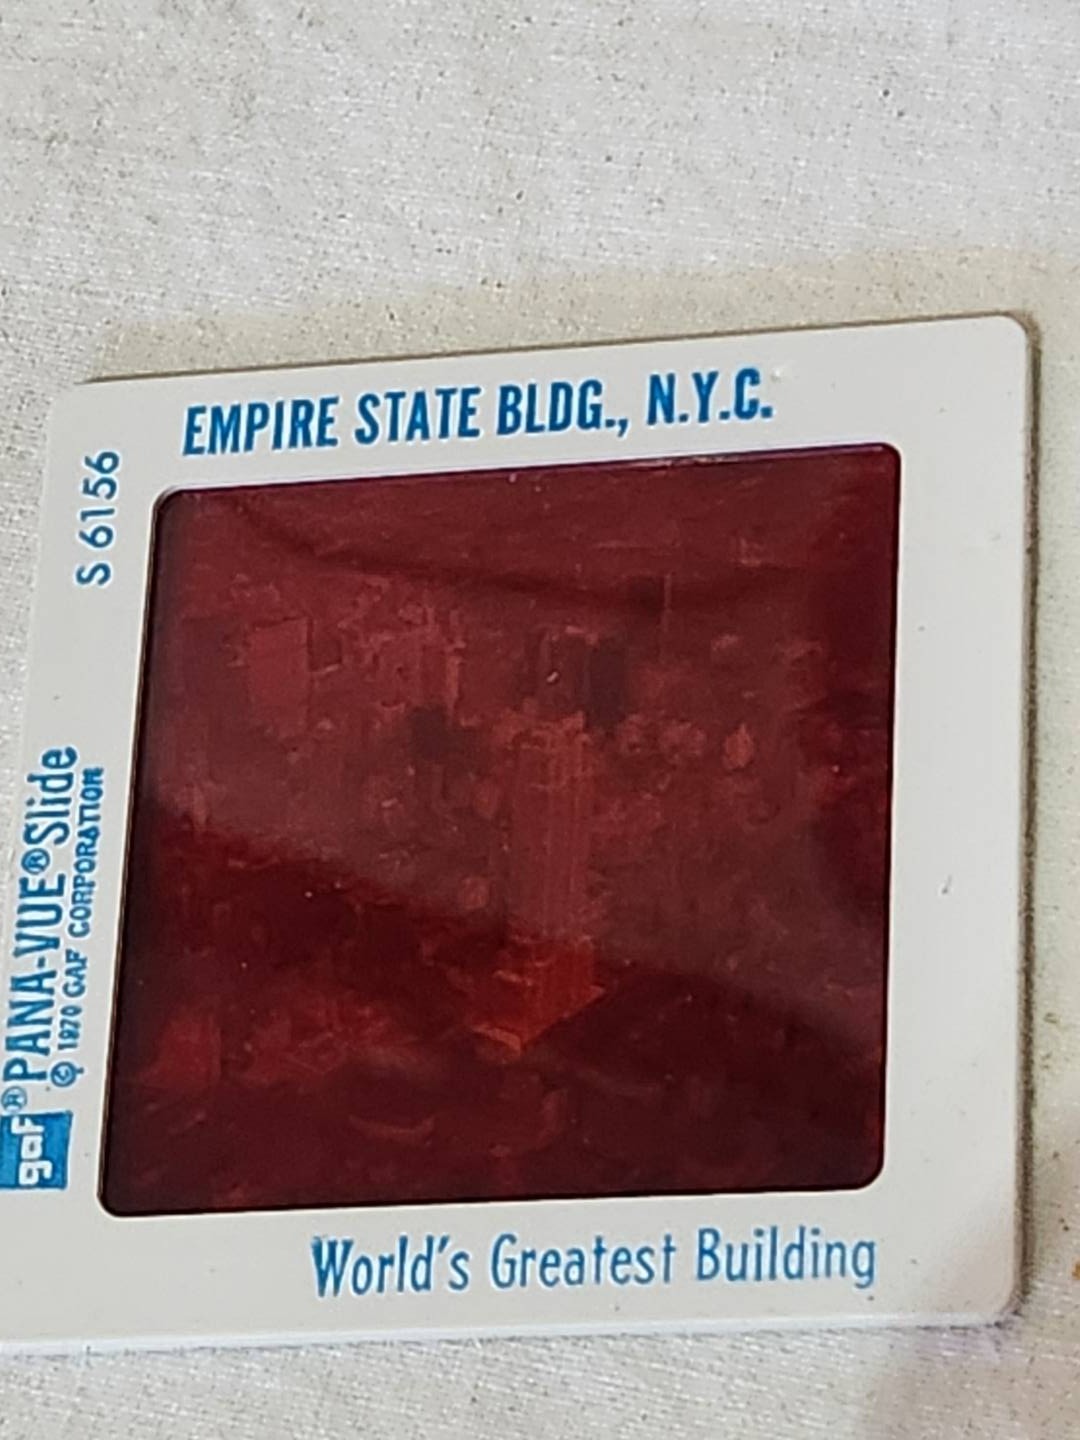 EMPIRE STATE BLDG., N.Y.C.
S 6156
gaf® PANA-VUE® Slide
© 1970 GAF CORPORATION
World's Greatest Building